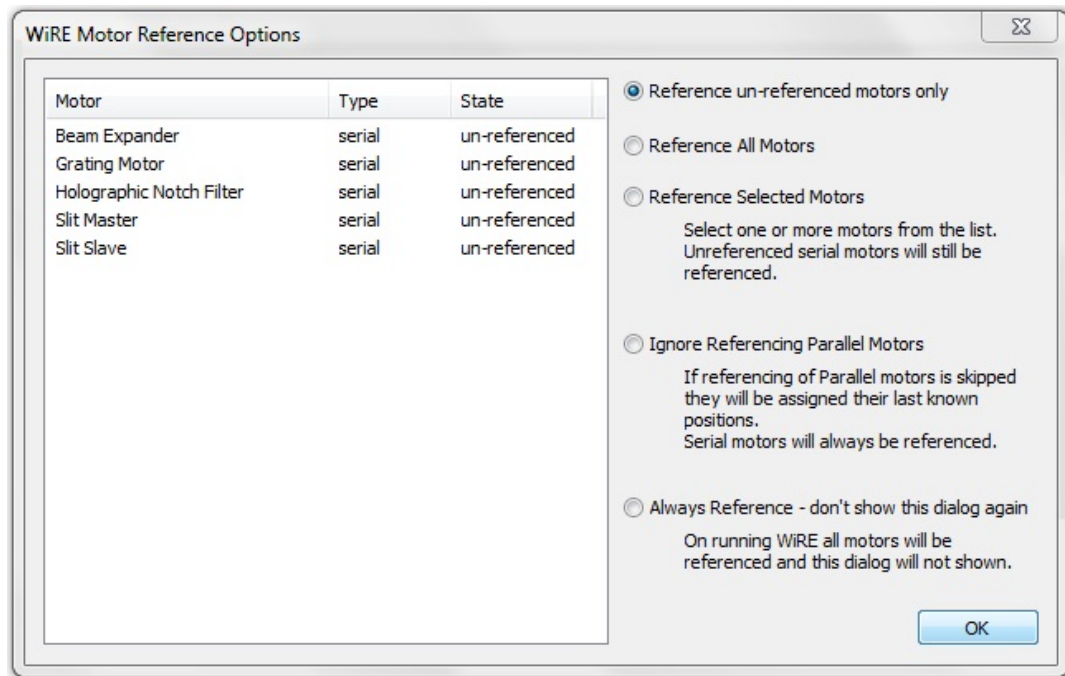 WiRE Motor Reference Options
Motor Type State
Beam Expander serial un-referenced
Grating Motor serial un-referenced
Holographic Notch Filter serial un-referenced
Slit Master serial un-referenced
Slit Slave serial un-referenced
Reference un-referenced motors only
Reference All Motors
Reference Selected Motors
Select one or more motors from the list.
Unreferenced serial motors will still be
referenced.
Ignore Referencing Parallel Motors
If referencing of Parallel motors is skipped
they will be assigned their last known
positions.
Serial motors will always be referenced.
Always Reference - don't show this dialog again
On running WiRE all motors will be
referenced and this dialog will not shown.
OK